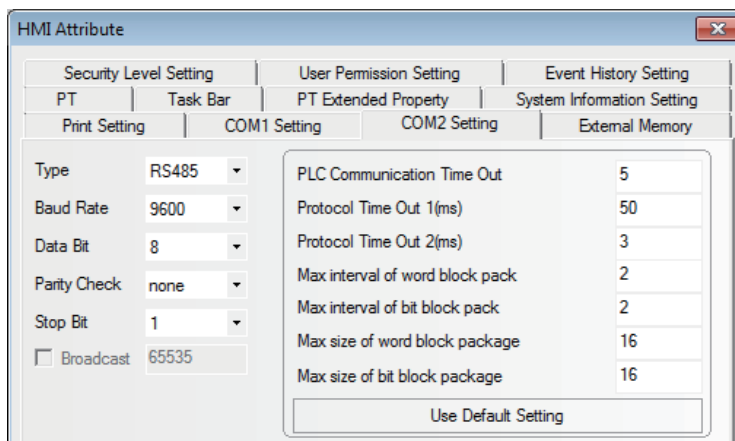 HMI Attribute
Security Level Setting User Permission Setting Event History Setting
PT Task Bar PT Extended Property System Information Setting
Print Setting COM1 Setting COM2 Setting External Memory
Type RS485
Baud Rate 9600
Data Bit 8
Parity Check none
Stop Bit 1
Broadcast 65535
PLC Communication Time Out 5
Protocol Time Out 1(ms) 50
Protocol Time Out 2(ms) 3
Max interval of word block pack 2
Max interval of bit block pack 2
Max size of word block package 16
Max size of bit block package 16
Use Default Setting